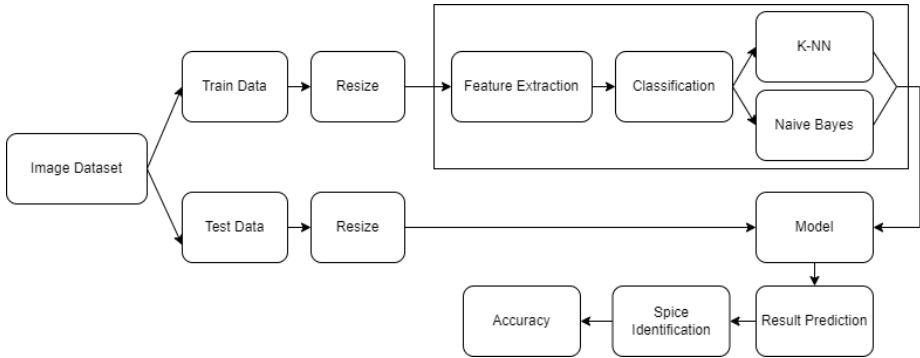 K-NN
Train Data
Resize
Feature Extraction
Classification
Naive Bayes
Image Dataset
Test Data
Resize
Model
Accuracy
Spice
Identification
Result Prediction